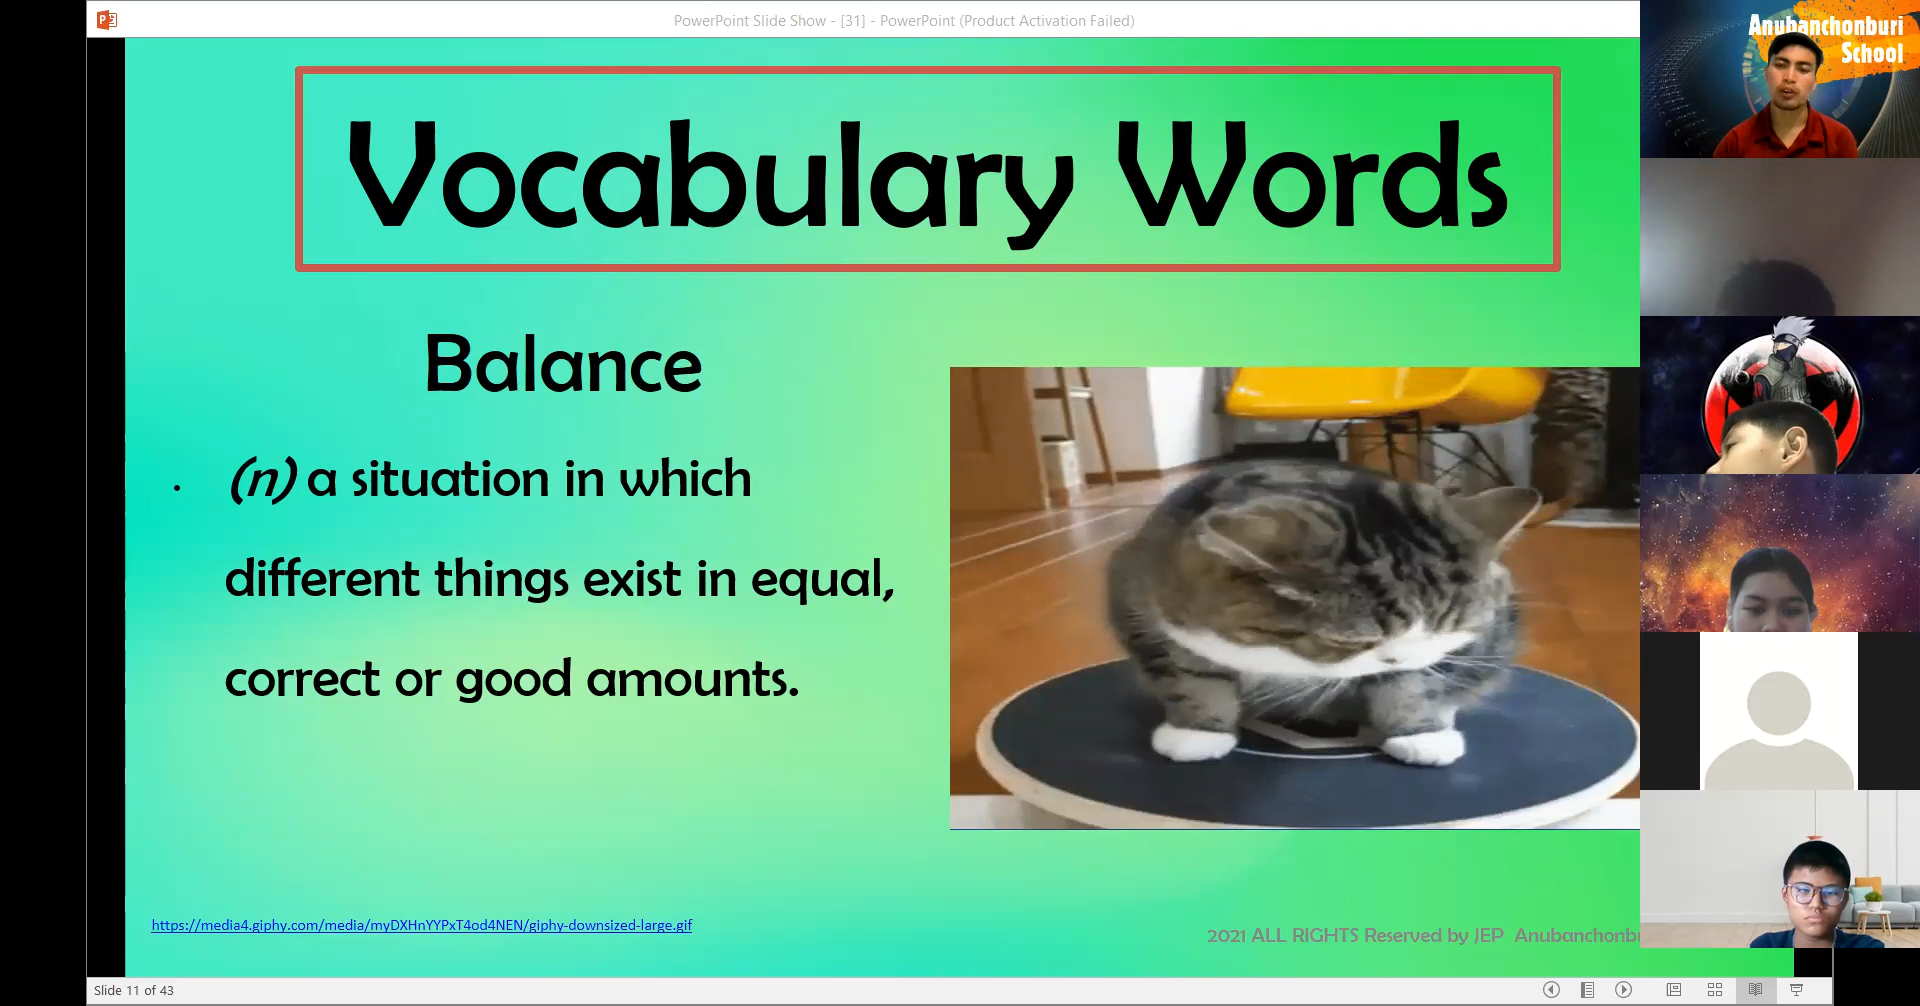 PowerPoint Slide Show - [31] - PowerPoint (Product Activation Failed)
Anubanchonburi
School
Vocabulary Words
Balance
• (n) a situation in which
different things exist in equal,
correct or good amounts.
https://media4.giphy.com/media/myDXHnYYPxT4od4NEN/giphy-downsized-large.gif
2021 ALL RIGHTS Reserved by JEP Anubanchonbu
Slide 11 of 43